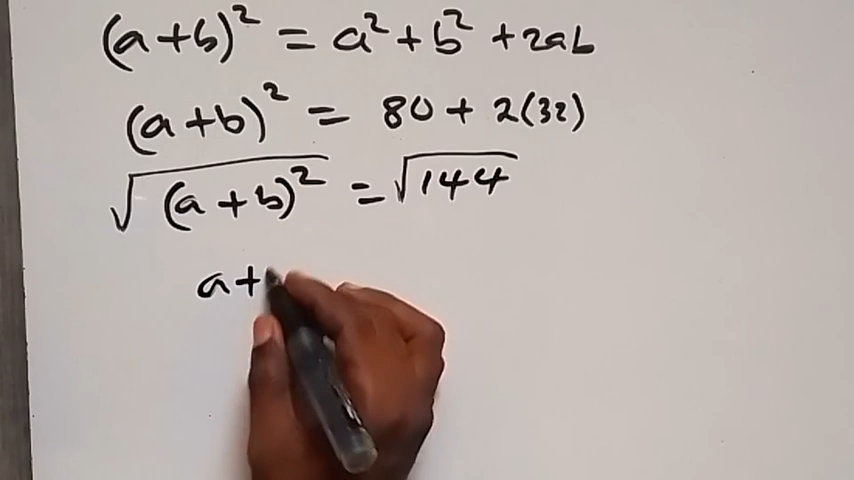 (a+b)² = a² + b² + 2ab
(a+b)² = 80 + 2(32)
√(a+b)² = √144
a+